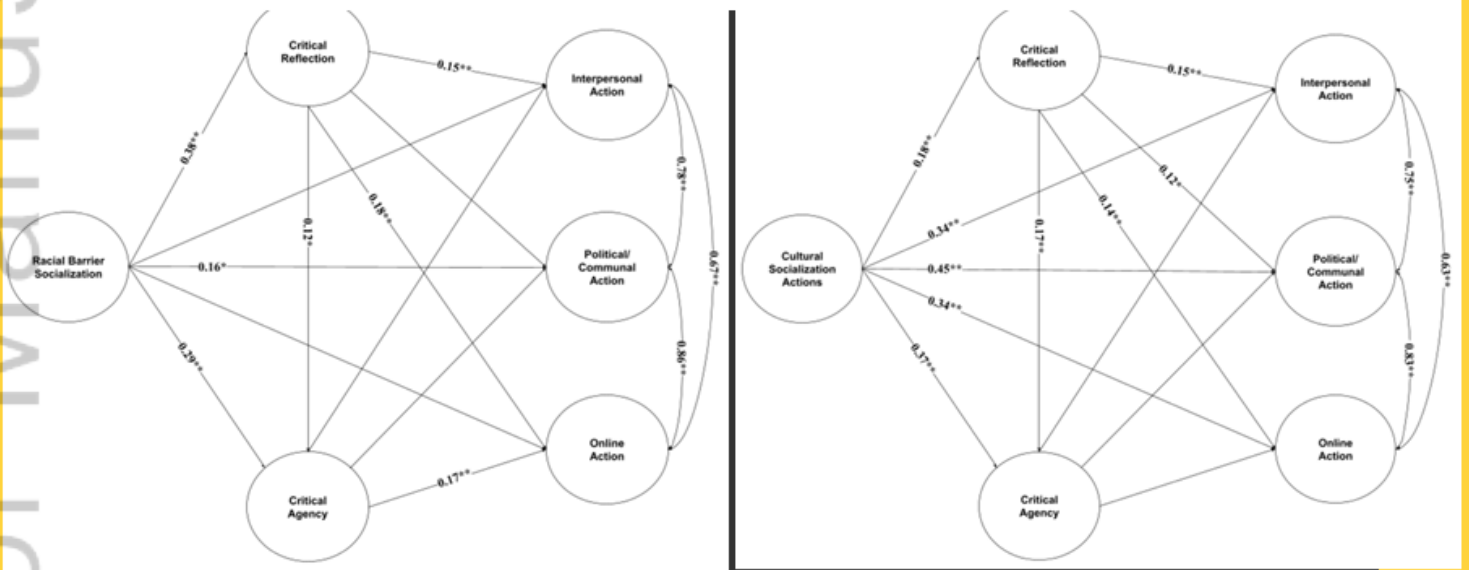 Critical
Reflection
0.15**
Interpersonal
Action
0.38**
0.78**
0.18**
0.12*
0.67**
Racial Barrier
Socialization
0.16*
Political/
Communal
Action
0.29**
0.86**
Online
Action
0.17**
Critical
Agency
Critical
Reflection
0.15**
Interpersonal
Action
0.18**
0.12*
0.75**
0.14**
0.34**
0.17**
Cultural
Socialization
Actions
0.45**
Political/
Communal
Action
0.63**
0.34**
0.37**
0.83**
Online
Action
Critical
Agency